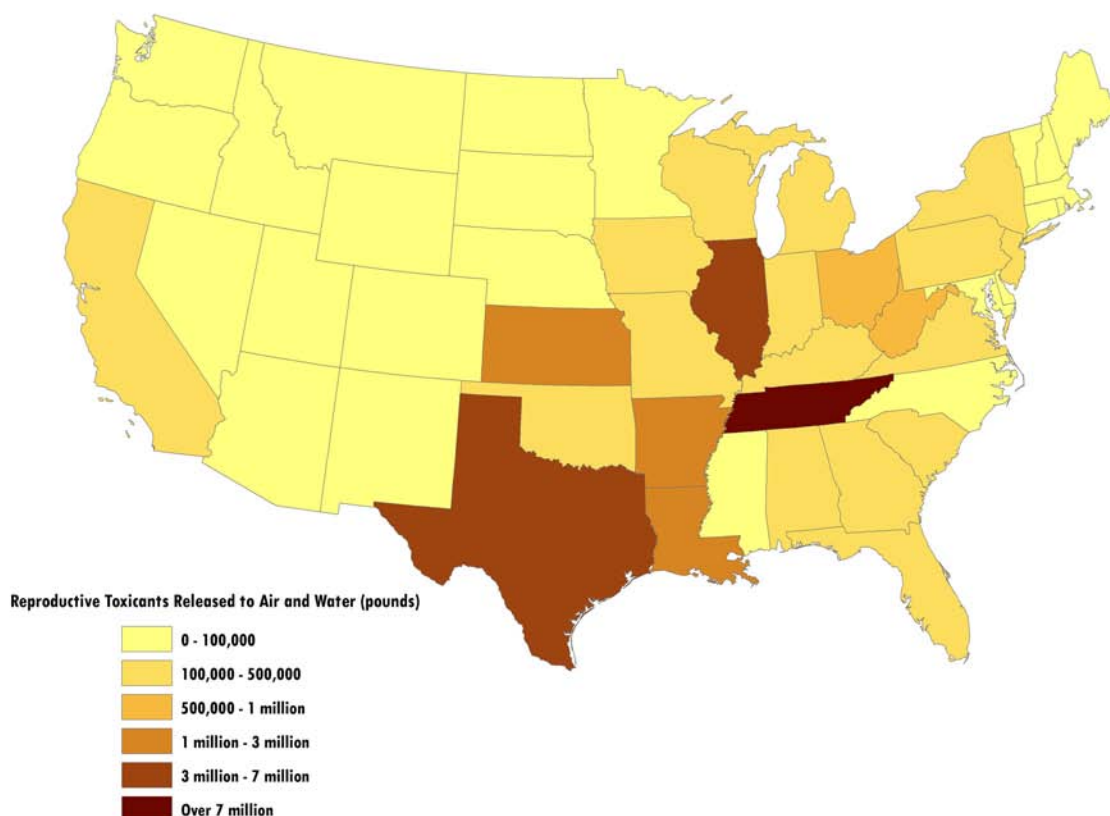 Reproductive Toxicants Released to Air and Water (pounds)
0 - 100,000
100,000 - 500,000
500,000 - 1 million
1 million - 3 million
3 million - 7 million
Over 7 million